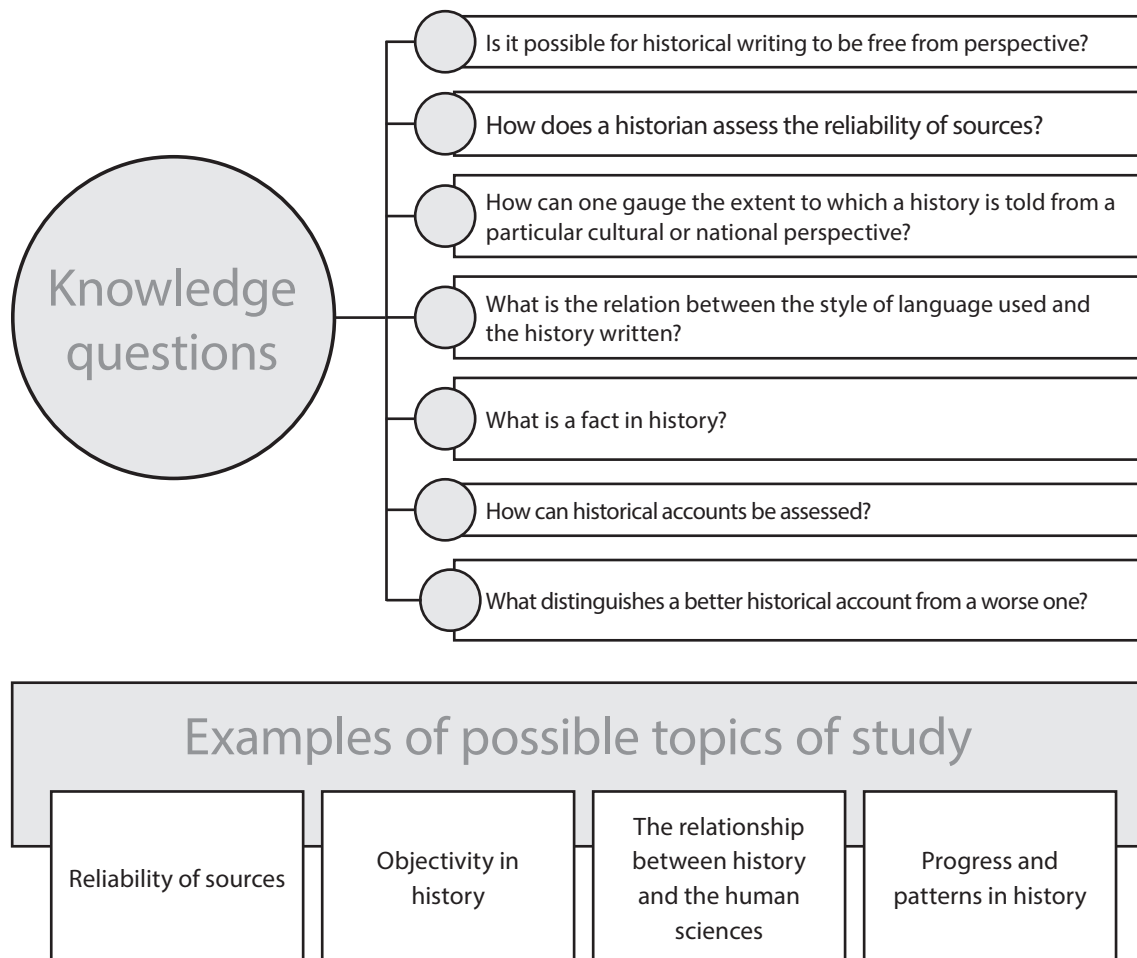 Knowledge
questions
Is it possible for historical writing to be free from perspective?
How does a historian assess the reliability of sources?
How can one gauge the extent to which a history is told from a
particular cultural or national perspective?
What is the relation between the style of language used and
the history written?
What is a fact in history?
How can historical accounts be assessed?
What distinguishes a better historical account from a worse one?
Examples of possible topics of study
Reliability of sources
Objectivity in
history
The relationship
between history
and the human
sciences
Progress and
patterns in history